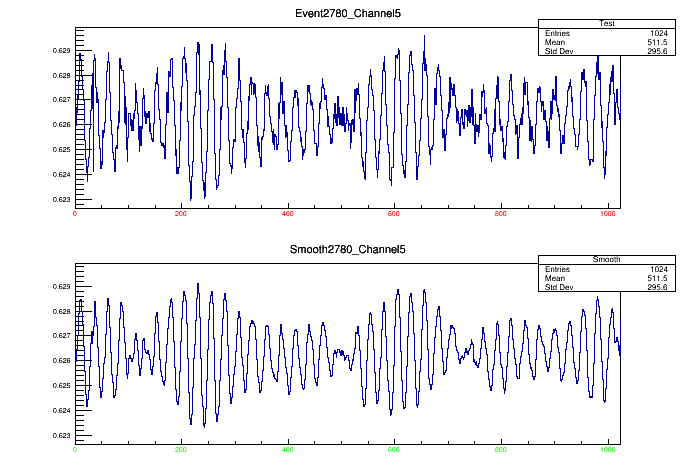 Event2780_Channel5
Test
Entries 1024
Mean 511.5
Std Dev 295.6
0.629
0.628
0.627
0.626
0.625
0.624
0.623
0 200 400 600 800 1000
Smooth2780_Channel5
Smooth
Entries 1024
Mean 511.5
Std Dev 295.6
0.629
0.628
0.627
0.626
0.625
0.624
0.623
0 200 400 600 800 1000